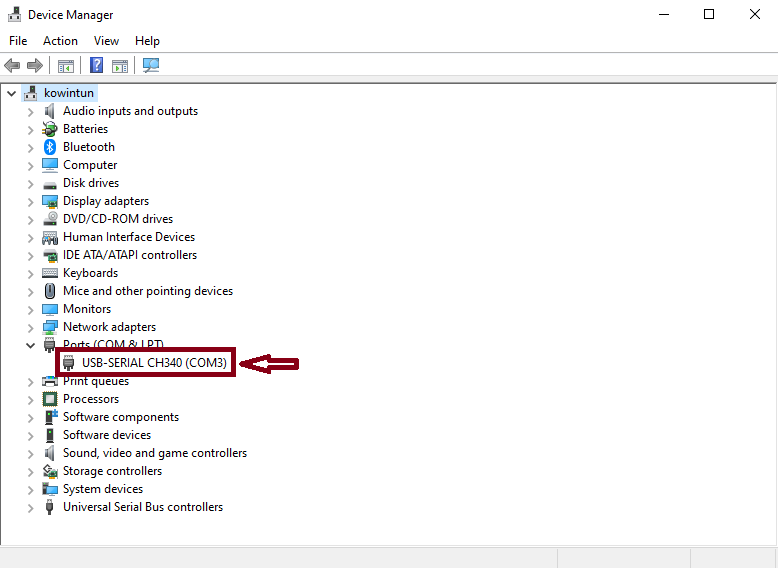 Device Manager
File Action View Help
kowintun
Audio inputs and outputs
Batteries
Bluetooth
Computer
Disk drives
Display adapters
DVD/CD-ROM drives
Human Interface Devices
IDE ATA/ATAPI controllers
Keyboards
Mice and other pointing devices
Monitors
Network adapters
Ports (COM & LPT)
USB-SERIAL CH340 (COM3)
Print queues
Processors
Software components
Software devices
Sound, video and game controllers
Storage controllers
System devices
Universal Serial Bus controllers